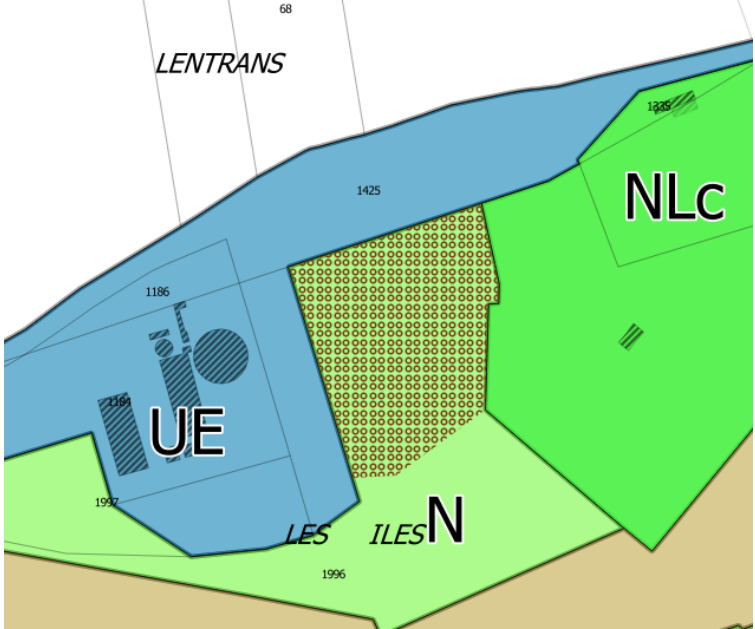 68
LENTRANS
1335
1425
NLc
1186
1184
UE
1997
LES ILES
N
1996